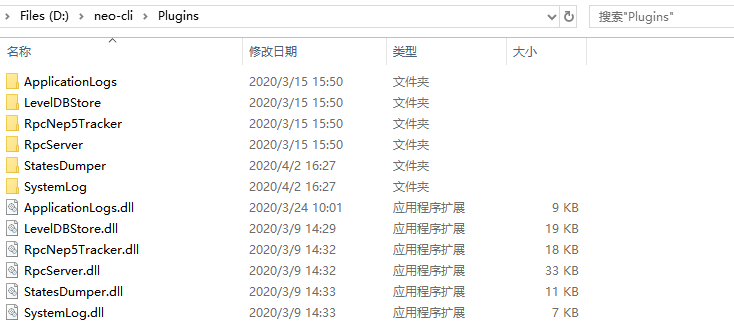 Files (D:) › neo-cli › Plugins 搜索"Plugins"
名称 修改日期 类型 大小
ApplicationLogs 2020/3/15 15:50 文件夹
LevelDBStore 2020/3/15 15:50 文件夹
RpcNep5Tracker 2020/3/15 15:50 文件夹
RpcServer 2020/3/15 15:50 文件夹
StatesDumper 2020/4/2 16:27 文件夹
SystemLog 2020/4/2 16:27 文件夹
ApplicationLogs.dll 2020/3/24 10:01 应用程序扩展 9 KB
LevelDBStore.dll 2020/3/9 14:29 应用程序扩展 19 KB
RpcNep5Tracker.dll 2020/3/9 14:32 应用程序扩展 18 KB
RpcServer.dll 2020/3/9 14:32 应用程序扩展 33 KB
StatesDumper.dll 2020/3/9 14:33 应用程序扩展 11 KB
SystemLog.dll 2020/3/9 14:33 应用程序扩展 7 KB